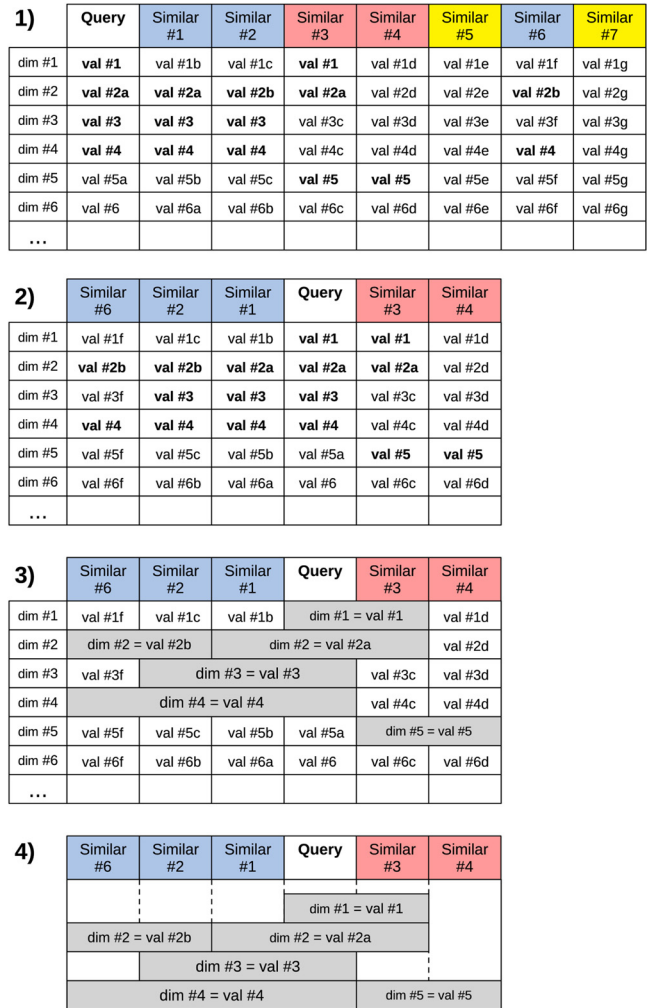 1) Query Similar #1 Similar #2 Similar #3 Similar #4 Similar #5 Similar #6 Similar #7
dim #1 val #1 val #1b val #1c val #1 val #1d val #1e val #1f val #1g
dim #2 val #2a val #2a val #2b val #2a val #2d val #2e val #2b val #2g
dim #3 val #3 val #3 val #3 val #3c val #3d val #3e val #3f val #3g
dim #4 val #4 val #4 val #4 val #4c val #4d val #4e val #4 val #4g
dim #5 val #5a val #5b val #5c val #5 val #5 val #5e val #5f val #5g
dim #6 val #6 val #6a val #6b val #6c val #6d val #6e val #6f val #6g
...
2) Similar #6 Similar #2 Similar #1 Query Similar #3 Similar #4
dim #1 val #1f val #1c val #1b val #1 val #1 val #1d
dim #2 val #2b val #2b val #2a val #2a val #2a val #2d
dim #3 val #3f val #3 val #3 val #3 val #3c val #3d
dim #4 val #4 val #4 val #4 val #4 val #4c val #4d
dim #5 val #5f val #5c val #5b val #5a val #5 val #5
dim #6 val #6f val #6b val #6a val #6 val #6c val #6d
...
3) Similar #6 Similar #2 Similar #1 Query Similar #3 Similar #4
dim #1 val #1f val #1c val #1b dim #1 = val #1 val #1d
dim #2 dim #2 = val #2b dim #2 = val #2a val #2d
dim #3 val #3f dim #3 = val #3 val #3c val #3d
dim #4 dim #4 = val #4 val #4c val #4d
dim #5 val #5f val #5c val #5b val #5a dim #5 = val #5
dim #6 val #6f val #6b val #6a val #6 val #6c val #6d
...
4) Similar #6 Similar #2 Similar #1 Query Similar #3 Similar #4
dim #1 = val #1
dim #2 = val #2b dim #2 = val #2a
dim #3 = val #3
dim #4 = val #4 dim #5 = val #5